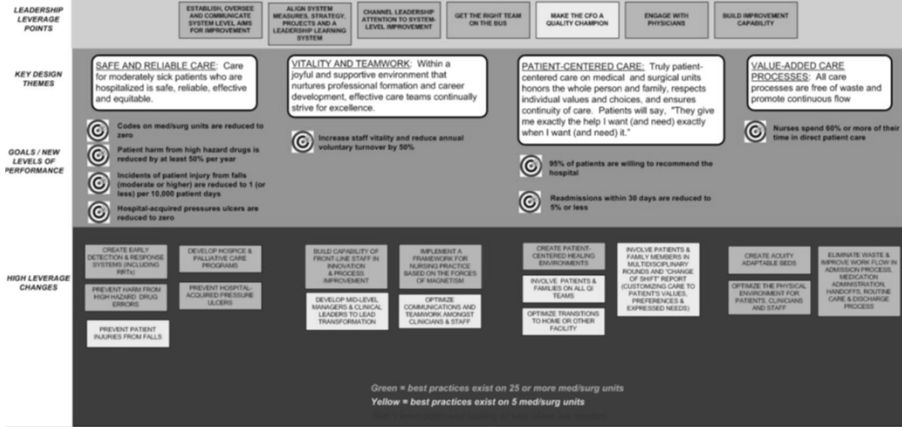 LEADERSHIP
LEVERAGE
POINTS
ESTABLISH, OVERSEE
AND COMMUNICATE
SYSTEM LEVEL AIMS
FOR IMPROVEMENT
ALIGN SYSTEM
MEASURES, STRATEGY,
PROJECTS AND A
LEADERSHIP LEARNING
SYSTEM
CHANNEL LEADERSHIP
ATTENTION TO SYSTEM-
LEVEL IMPROVEMENT
GET THE RIGHT TEAM
ON THE BUS
MAKE THE CFO A
QUALITY CHAMPION
ENGAGE WITH
PHYSICIANS
BUILD IMPROVEMENT
CAPABILITY
KEY DESIGN
THEMES
SAFE AND RELIABLE CARE: Care
for moderately sick patients who are
hospitalized is safe, reliable, effective
and equitable.
VITALITY AND TEAMWORK: Within a
joyful and supportive environment that
nurtures professional formation and career
development, effective care teams continually
strive for excellence.
PATIENT-CENTERED CARE: Truly patient-
centered care on medical and surgical units
honors the whole person and family, respects
individual values and choices, and ensures
continuity of care. Patients will say, "They give
me exactly the help I want (and need) exactly
when I want (and need) it."
VALUE-ADDED CARE
PROCESSES: All care
processes are free of waste and
promote continuous flow
GOALS / NEW
LEVELS OF
PERFORMANCE
Codes on med/surg units are reduced to
zero
Patient harm from high hazard drugs is
reduced by at least 50% per year
Incidents of patient injury from falls
(moderate or higher) are reduced to 1 (or
less) per 10,000 patient days
Hospital-acquired pressures ulcers are
reduced to zero
Increase staff vitality and reduce annual
voluntary turnover by 50%
95% of patients are willing to recommend the
hospital
Readmissions within 30 days are reduced to
5% or less
Nurses spend 60% or more of their
time in direct patient care
HIGH LEVERAGE
CHANGES
CREATE EARLY
DETECTION & RESPONSE
SYSTEMS (INCLUDING
RRTs)
DEVELOP HOSPICE &
PALLIATIVE CARE
PROGRAMS
PREVENT HARM FROM
HIGH HAZARD DRUG
ERRORS
PREVENT HOSPITAL-
ACQUIRED PRESSURE
ULCERS
PREVENT PATIENT
INJURIES FROM FALLS
BUILD CAPABILITY OF
FRONT-LINE STAFF IN
INNOVATION
& PROCESS
IMPROVEMENT
IMPLEMENT A
FRAMEWORK FOR
NURSING PRACTICE
BASED ON THE FORCES
OF MAGNETISM
DEVELOP MID-LEVEL
MANAGERS & CLINICAL
LEADERS TO LEAD
TRANSFORMATION
OPTIMIZE
COMMUNICATIONS AND
TEAMWORK AMONGST
CLINICIANS & STAFF
CREATE PATIENT-
CENTERED HEALING
ENVIRONMENTS
INVOLVE PATIENTS &
FAMILIES ON ALL QI
TEAMS
OPTIMIZE TRANSITIONS
TO HOME OR OTHER
FACILITY
INVOLVE PATIENTS &
FAMILY MEMBERS IN
MULTIDISCIPLINARY
ROUNDS AND "CHANGE
OF SHIFT" REPORT
(CUSTOMIZING CARE TO
PATIENTS VALUES,
PREFERENCES &
EXPRESSED NEEDS)
CREATE ACUITY
ADAPTABLE BEDS
OPTIMIZE THE PHYSICAL
ENVIRONMENT FOR
PATIENTS, CLINICIANS
AND STAFF
ELIMINATE WASTE &
IMPROVE WORK FLOW IN
ADMISSION PROCESS,
MEDICATION
ADMINISTRATION,
HANDOFFS, ROUTINE
CARE & DISCHARGE
PROCESS
Green = best practices exist on 25 or more med/surg units
Yellow = best practices exist on 5 med/surg units